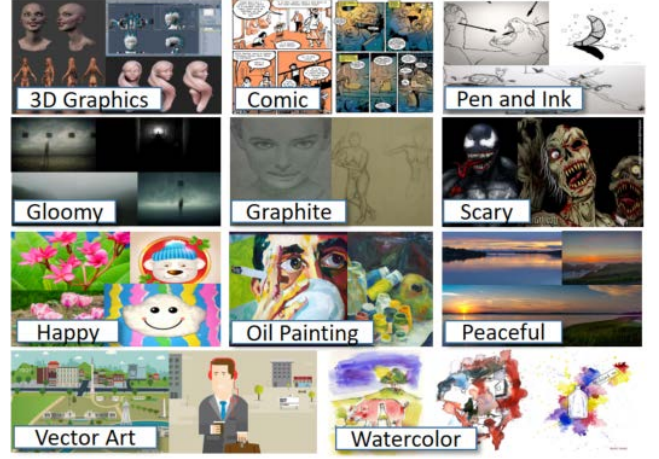 3D Graphics
Comic
Pen and Ink
Gloomy
Graphite
Scary
Happy
Oil Painting
Peaceful
Vector Art
Watercolor